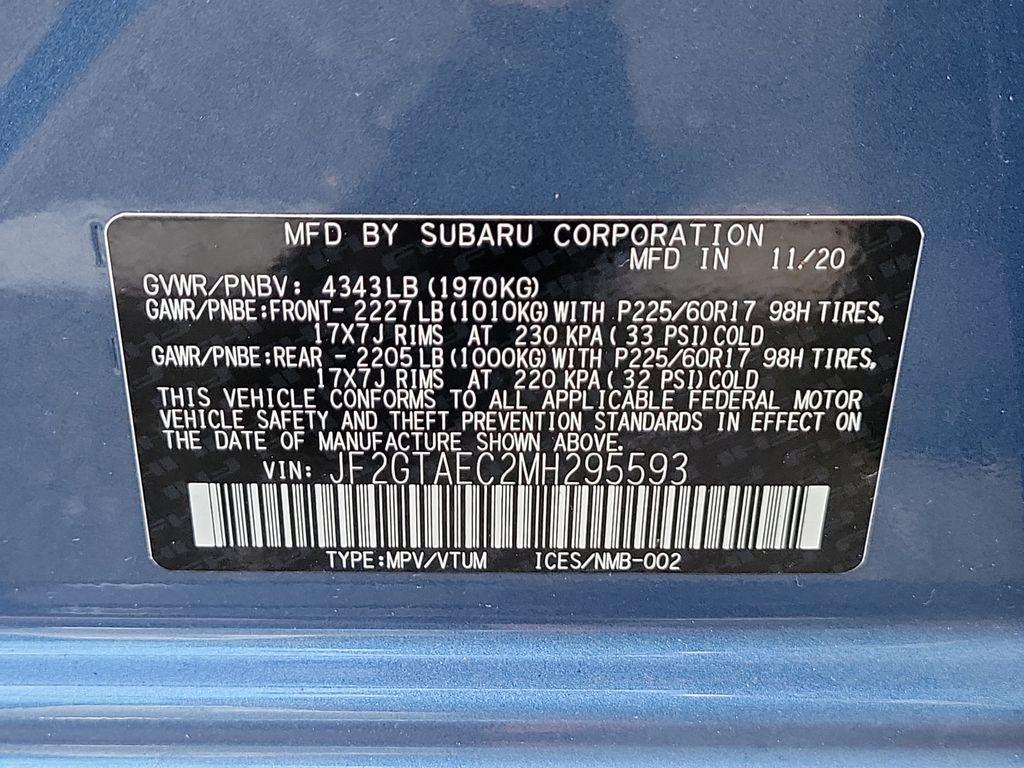 MFD BY SUBARU CORPORATION
MFD IN 11/20
GVWR/PNBV: 4343LB(1970KG)
GAWR/PNBE:FRONT- 2227LB(1010KG)WITH P225/60R17 98H TIRES,
17X7J RIMS AT 230 KPA( 33 PSI)COLD
GAWR/PNBE:REAR - 2205LB(1000KG)WITH P225/60R17 98H TIRES,
17X7J RIMS AT 220 KPA( 32 PSI)COLD
THIS VEHICLE CONFORMS TO ALL APPLICABLE FEDERAL MOTOR
VEHICLE SAFETY AND THEFT PREVENTION STANDARDS IN EFFECT ON
THE DATE OF MANUFACTURE SHOWN ABOVE.
VIN: JF2GTAEC2MH295593
TYPE:MPV/VTUM ICES/NMB-002